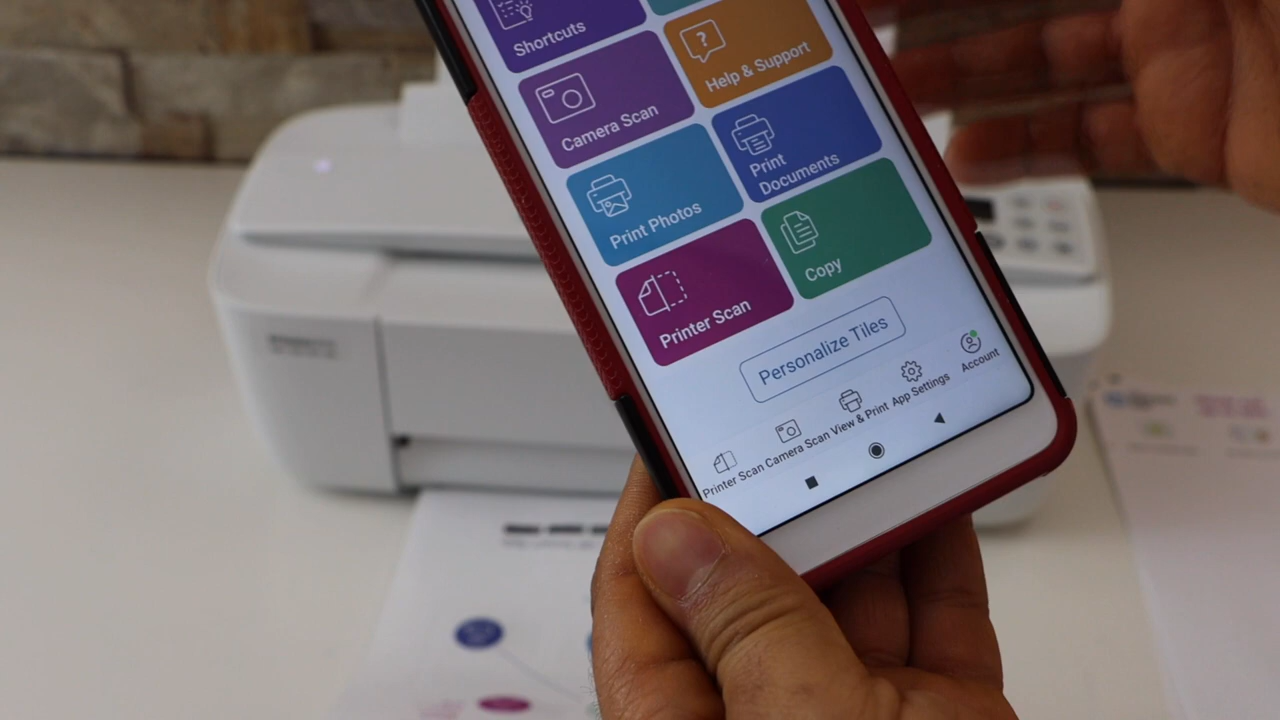 Shortcuts
Help & Support
Camera Scan
Print
Documents
Print Photos
Copy
Printer Scan
Personalize Tiles
Printer Scan
Camera Scan
View & Print
App Settings
Account